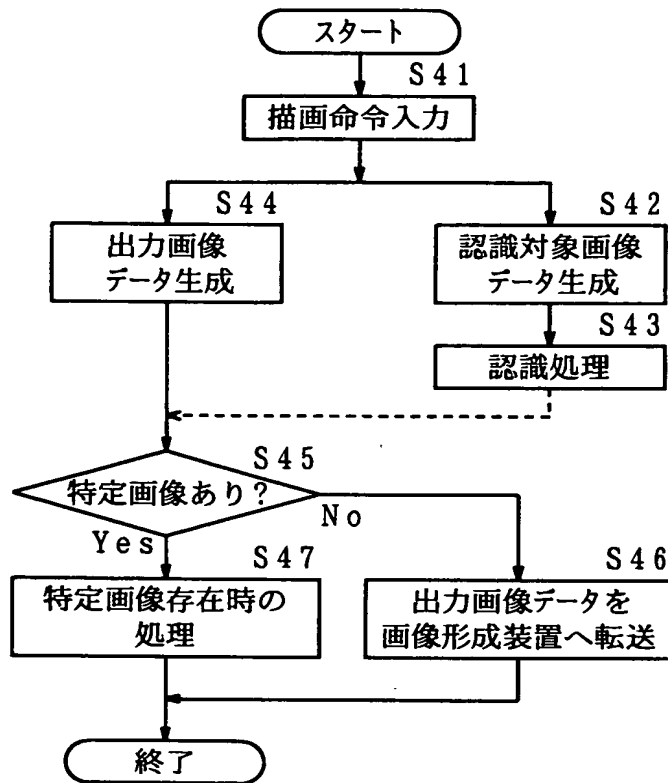 スタート
S41
描画命令入力
S44
出力画像
データ生成
S42
認識対象画像
データ生成
S43
認識処理
S45
特定画像あり?
Yes
No
S47
特定画像存在時の
処理
S46
出力画像データを
画像形成装置へ転送
終了